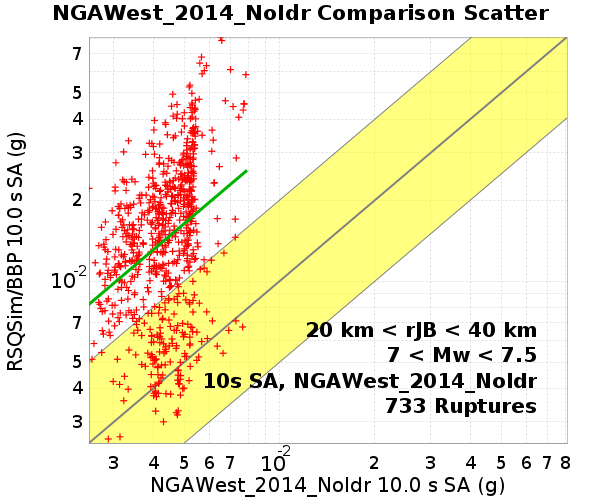 NGAWest_2014_NoIdr Comparison Scatter
RSQSim/BBP 10.0 s SA (g)
7
5
4
3
2
10-2
7
5
4
3
20 km < rJB < 40 km
7 < Mw < 7.5
10s SA, NGAWest_2014_NoIdr
733 Ruptures
3 4 5 6 7 10-2 2 3 4 5 6 7 8
NGAWest_2014_NoIdr 10.0 s SA (g)